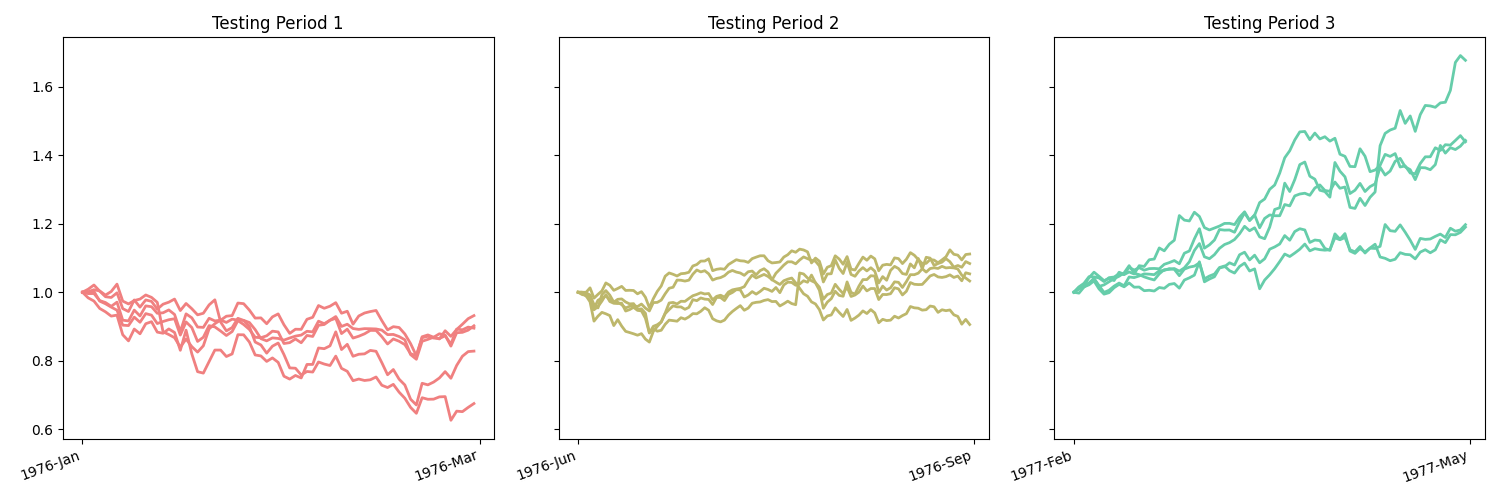 Testing Period 1
Testing Period 2
Testing Period 3
1.6
1.4
1.2
1.0
0.8
0.6
1976-Jan
1976-Mar
1976-Jun
1976-Sep
1977-Feb
1977-May